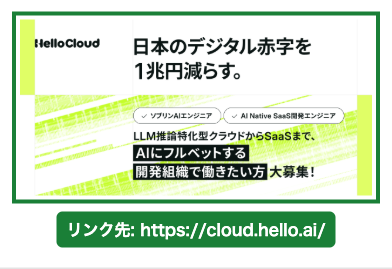 HelloCloud
日本のデジタル赤字を
1兆円減らす。
ソブリンAIエンジニア
AI Native SaaS開発エンジニア
LLM推論特化型クラウドからSaaSまで、
AIにフルベットする
開発組織で働きたい方 大募集！
リンク先: https://cloud.hello.ai/